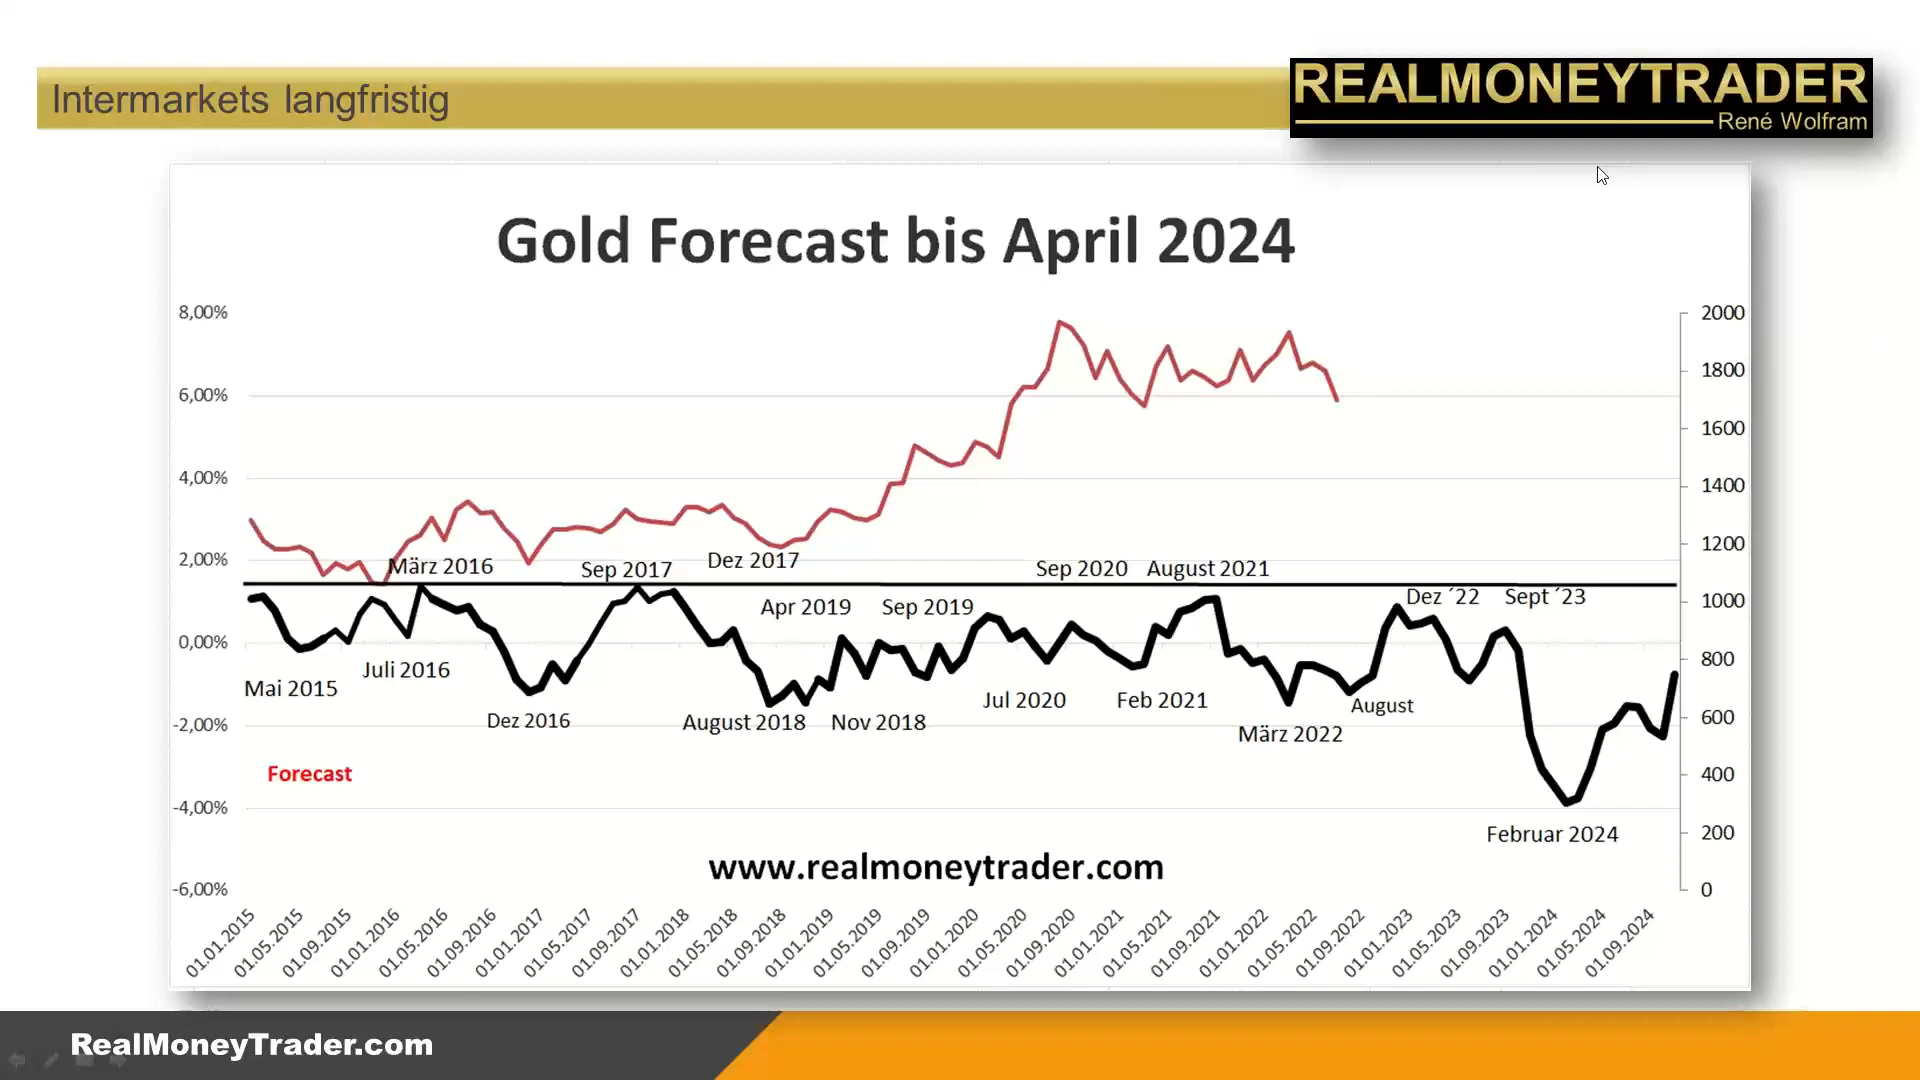 Intermarkets langfristig
REALMONEYTRADER
René Wolfram
Gold Forecast bis April 2024
8,00%
6,00%
4,00%
2,00%
0,00%
-2,00%
-4,00%
-6,00%
2000
1800
1600
1400
1200
1000
800
600
400
200
0
März 2016
Sep 2017
Dez 2017
Sep 2020
August 2021
Apr 2019
Sep 2019
Dez ´22
Sept ´23
Mai 2015
Juli 2016
Dez 2016
August 2018
Nov 2018
Jul 2020
Feb 2021
März 2022
August
Februar 2024
Forecast
www.realmoneytrader.com
01.01.2015
01.05.2015
01.09.2015
01.01.2016
01.05.2016
01.09.2016
01.01.2017
01.05.2017
01.09.2017
01.01.2018
01.05.2018
01.09.2018
01.01.2019
01.05.2019
01.09.2019
01.01.2020
01.05.2020
01.09.2020
01.01.2021
01.05.2021
01.09.2021
01.01.2022
01.05.2022
01.09.2022
01.01.2023
01.05.2023
01.09.2023
01.01.2024
01.05.2024
01.09.2024
RealMoneyTrader.com